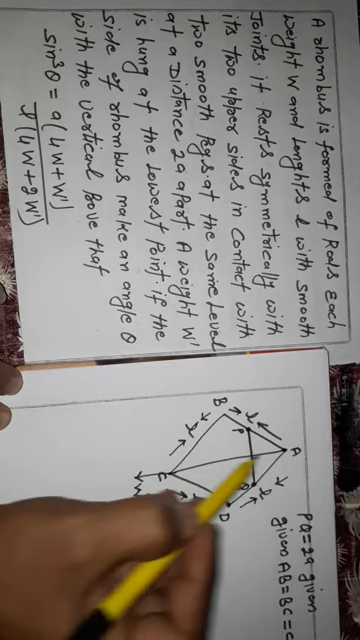 A rhombus is formed of Rods Each
weight W and lenghts l with smooth
Joints. it Rests symmetrically with
its two upper sides in contact with
two smooth Pegs at the same level
at a Distance 2a apart. A weight W'
is hung at the lowest Point. if the
side of rhombus make an angle θ
with the vertical Prove that
sin³θ = a(4W+W')
l(4W+2W')
PQ=2a given
given AB=BC=
A
l
l
P
Q
B
D
l
C
W